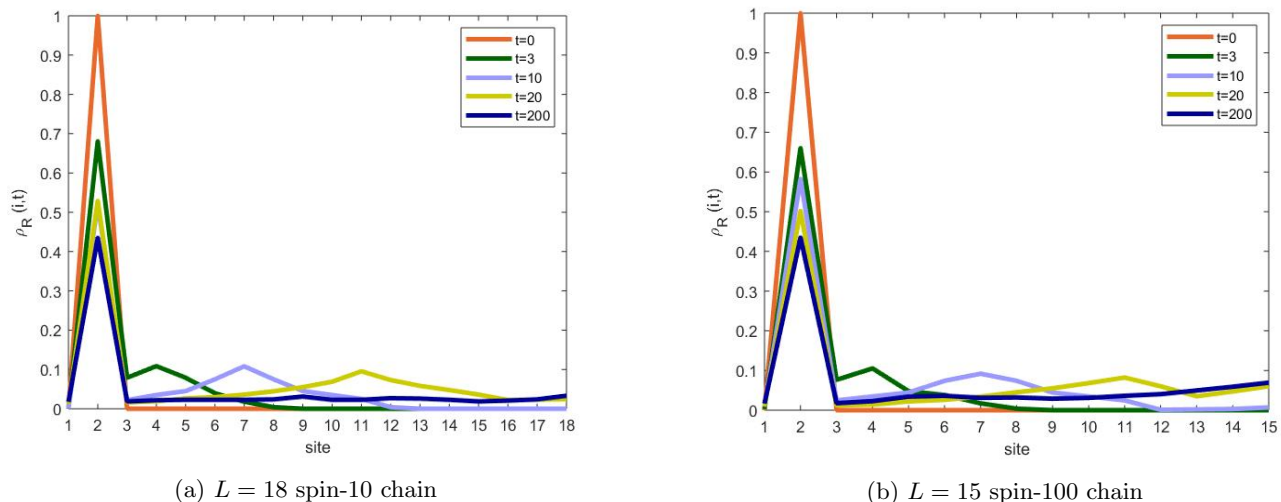 1
0.9
0.8
0.7
0.6
0.5
0.4
0.3
0.2
0.1
0
ρR (i,t)
1 2 3 4 5 6 7 8 9 10 11 12 13 14 15 16 17 18
site
t=0
t=3
t=10
t=20
t=200
(a) L = 18 spin-10 chain
1
0.9
0.8
0.7
0.6
0.5
0.4
0.3
0.2
0.1
0
ρR (i,t)
1 2 3 4 5 6 7 8 9 10 11 12 13 14 15
site
t=0
t=3
t=10
t=20
t=200
(b) L = 15 spin-100 chain